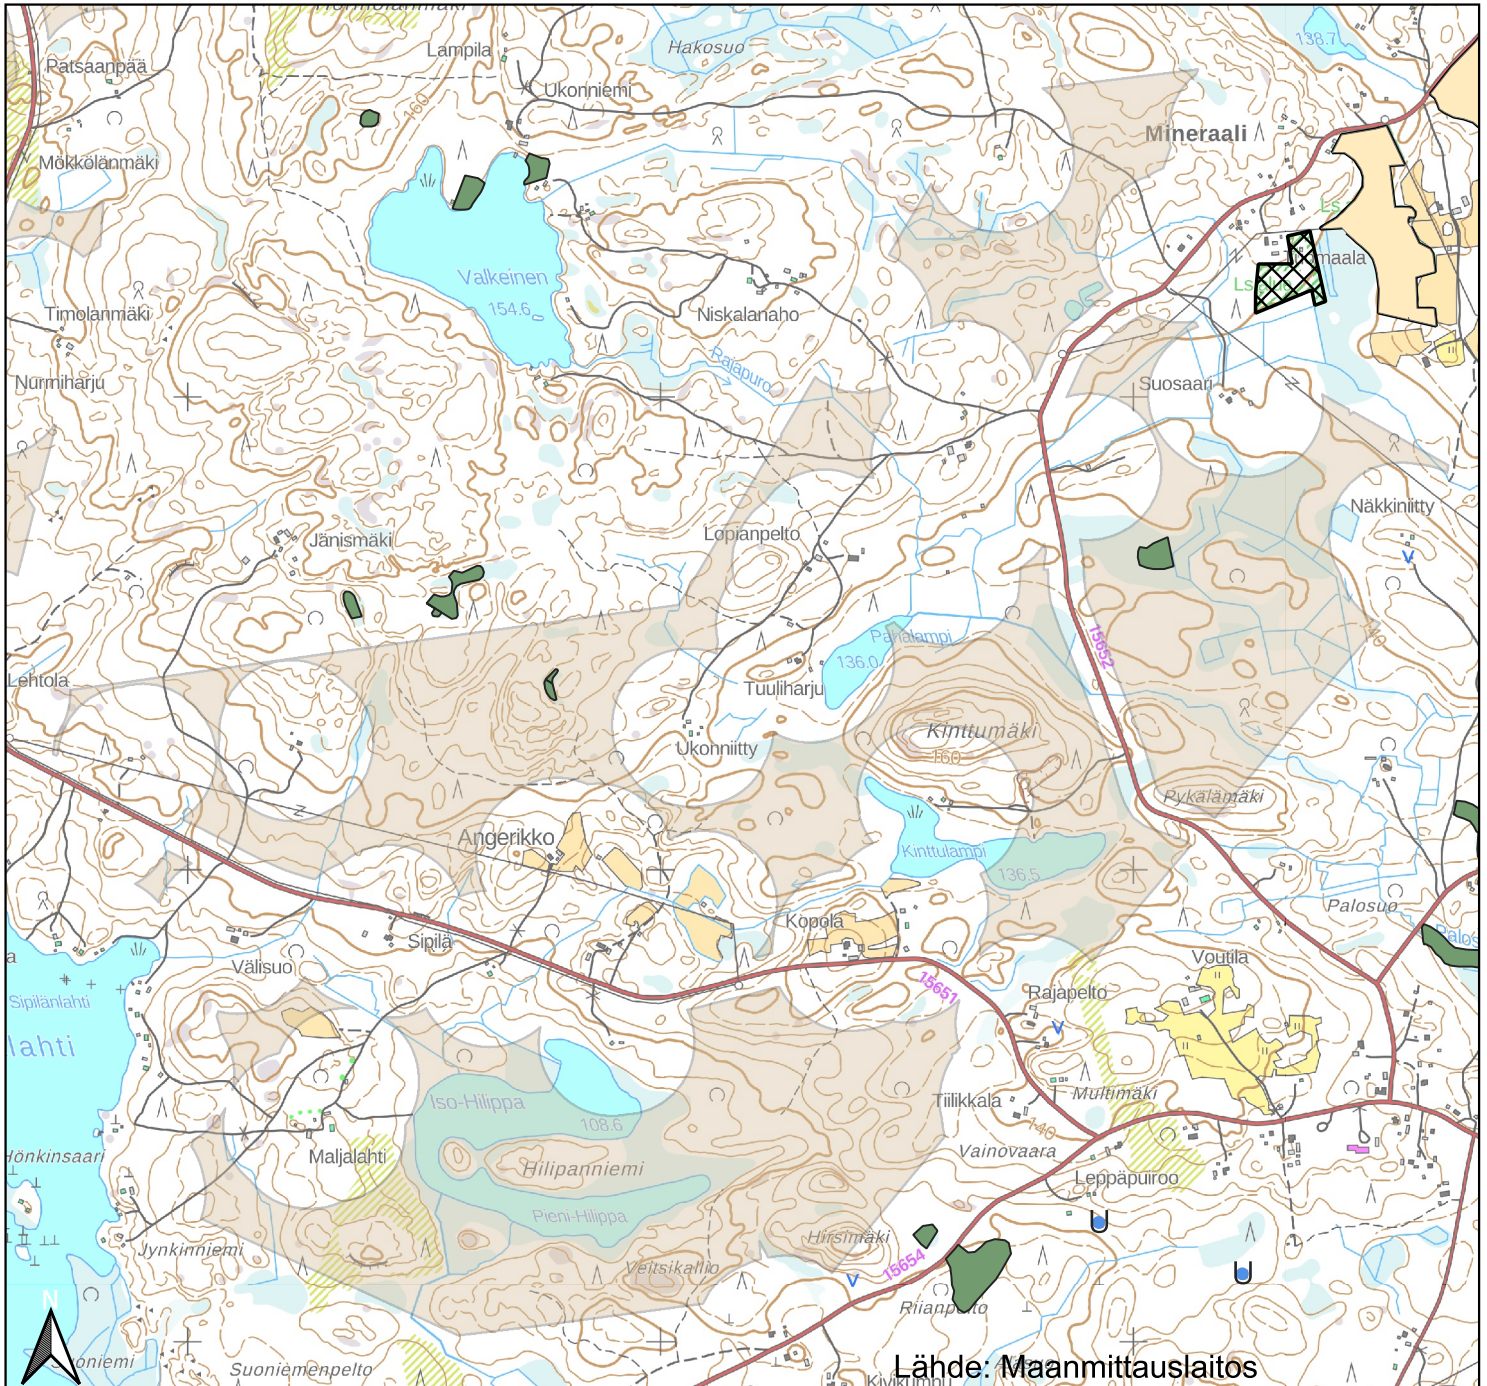 Lampila
Hakosuo
138.7
Patsaanpää
Ukonniemi
160
Mineraali
Mökkölänmäki
Ls
Valkeinen
154.6
Niskalanaho
Timolanmäki
Rajapuro
Nurmiharju
Suosaari
Näkkiniitty
Lopianpelto
Jänismäki
15652
140
Pahalampi
136.0
Lehtola
Tuuliharju
Kinttumäki
160
Ukonniitty
Pykälämäki
Angerikko
Kinttulampi
136.5
Palosuo
Kopola
Sipilä
Välisuo
Voutila
15651
Rajapelto
Sipilänlahti
lahti
Iso-Hilippa
108.6
Tiilikkala
Multimäki
140
Vainovaara
Hönkinsaari
Maljalahti
Hilipanniemi
Leppäpuiroo
Pieni-Hilippa
Jynkinniemi
Hirsimäki
Veitsikallio
15654
Riianpelto
N
Suoniemenpelto
Lähde: Maanmittauslaitos